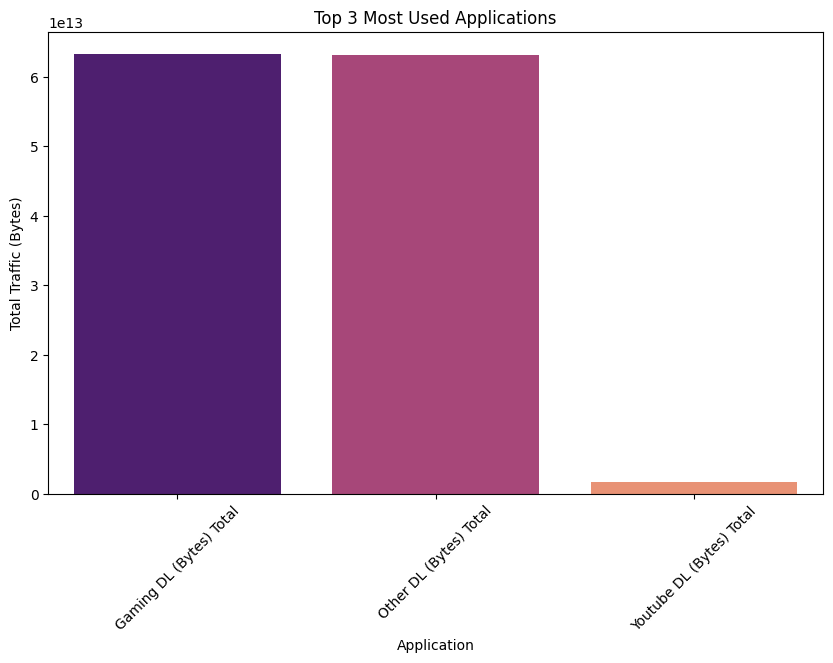 Top 3 Most Used Applications
1e13
Total Traffic (Bytes)
6
5
4
3
2
1
0
Gaming DL (Bytes) Total
Other DL (Bytes) Total
Youtube DL (Bytes) Total
Application